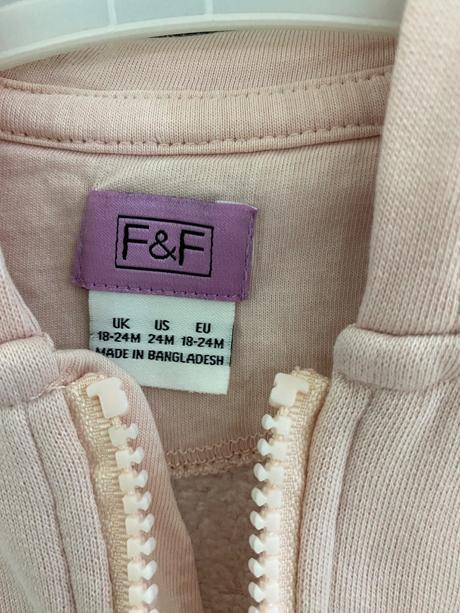 F&F
UK US EU
18-24M 24M 18-24M
MADE IN BANGLADESH